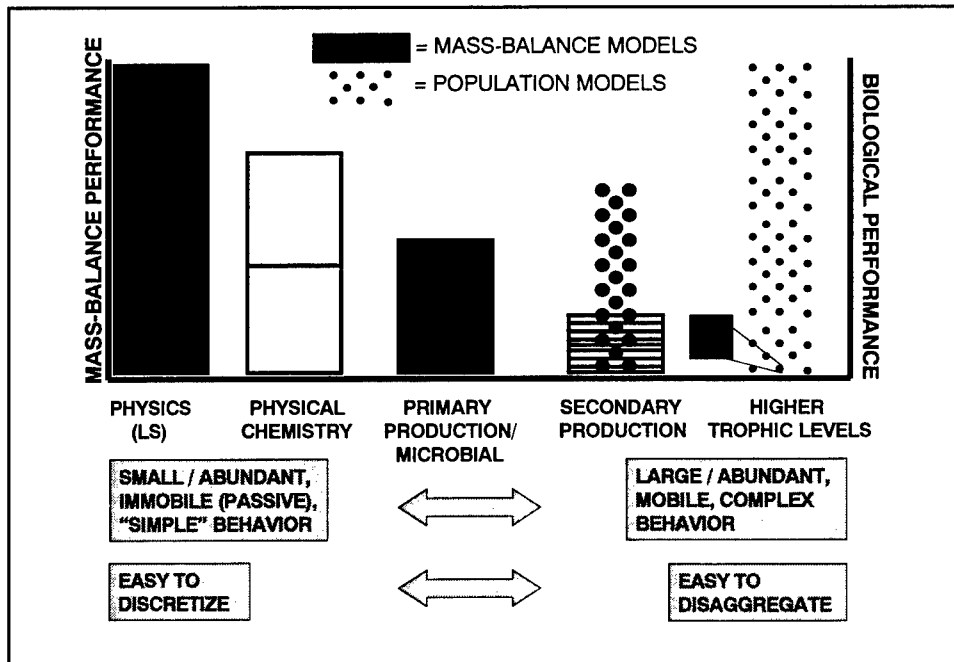 = MASS-BALANCE MODELS
= POPULATION MODELS
MASS-BALANCE PERFORMANCE
BIOLOGICAL PERFORMANCE
PHYSICS
(LS)
PHYSICAL
CHEMISTRY
PRIMARY
PRODUCTION/
MICROBIAL
SECONDARY
PRODUCTION
HIGHER
TROPHIC LEVELS
SMALL / ABUNDANT,
IMMOBILE (PASSIVE),
“SIMPLE” BEHAVIOR
LARGE / ABUNDANT,
MOBILE, COMPLEX
BEHAVIOR
EASY TO
DISCRETIZE
EASY TO
DISAGGREGATE